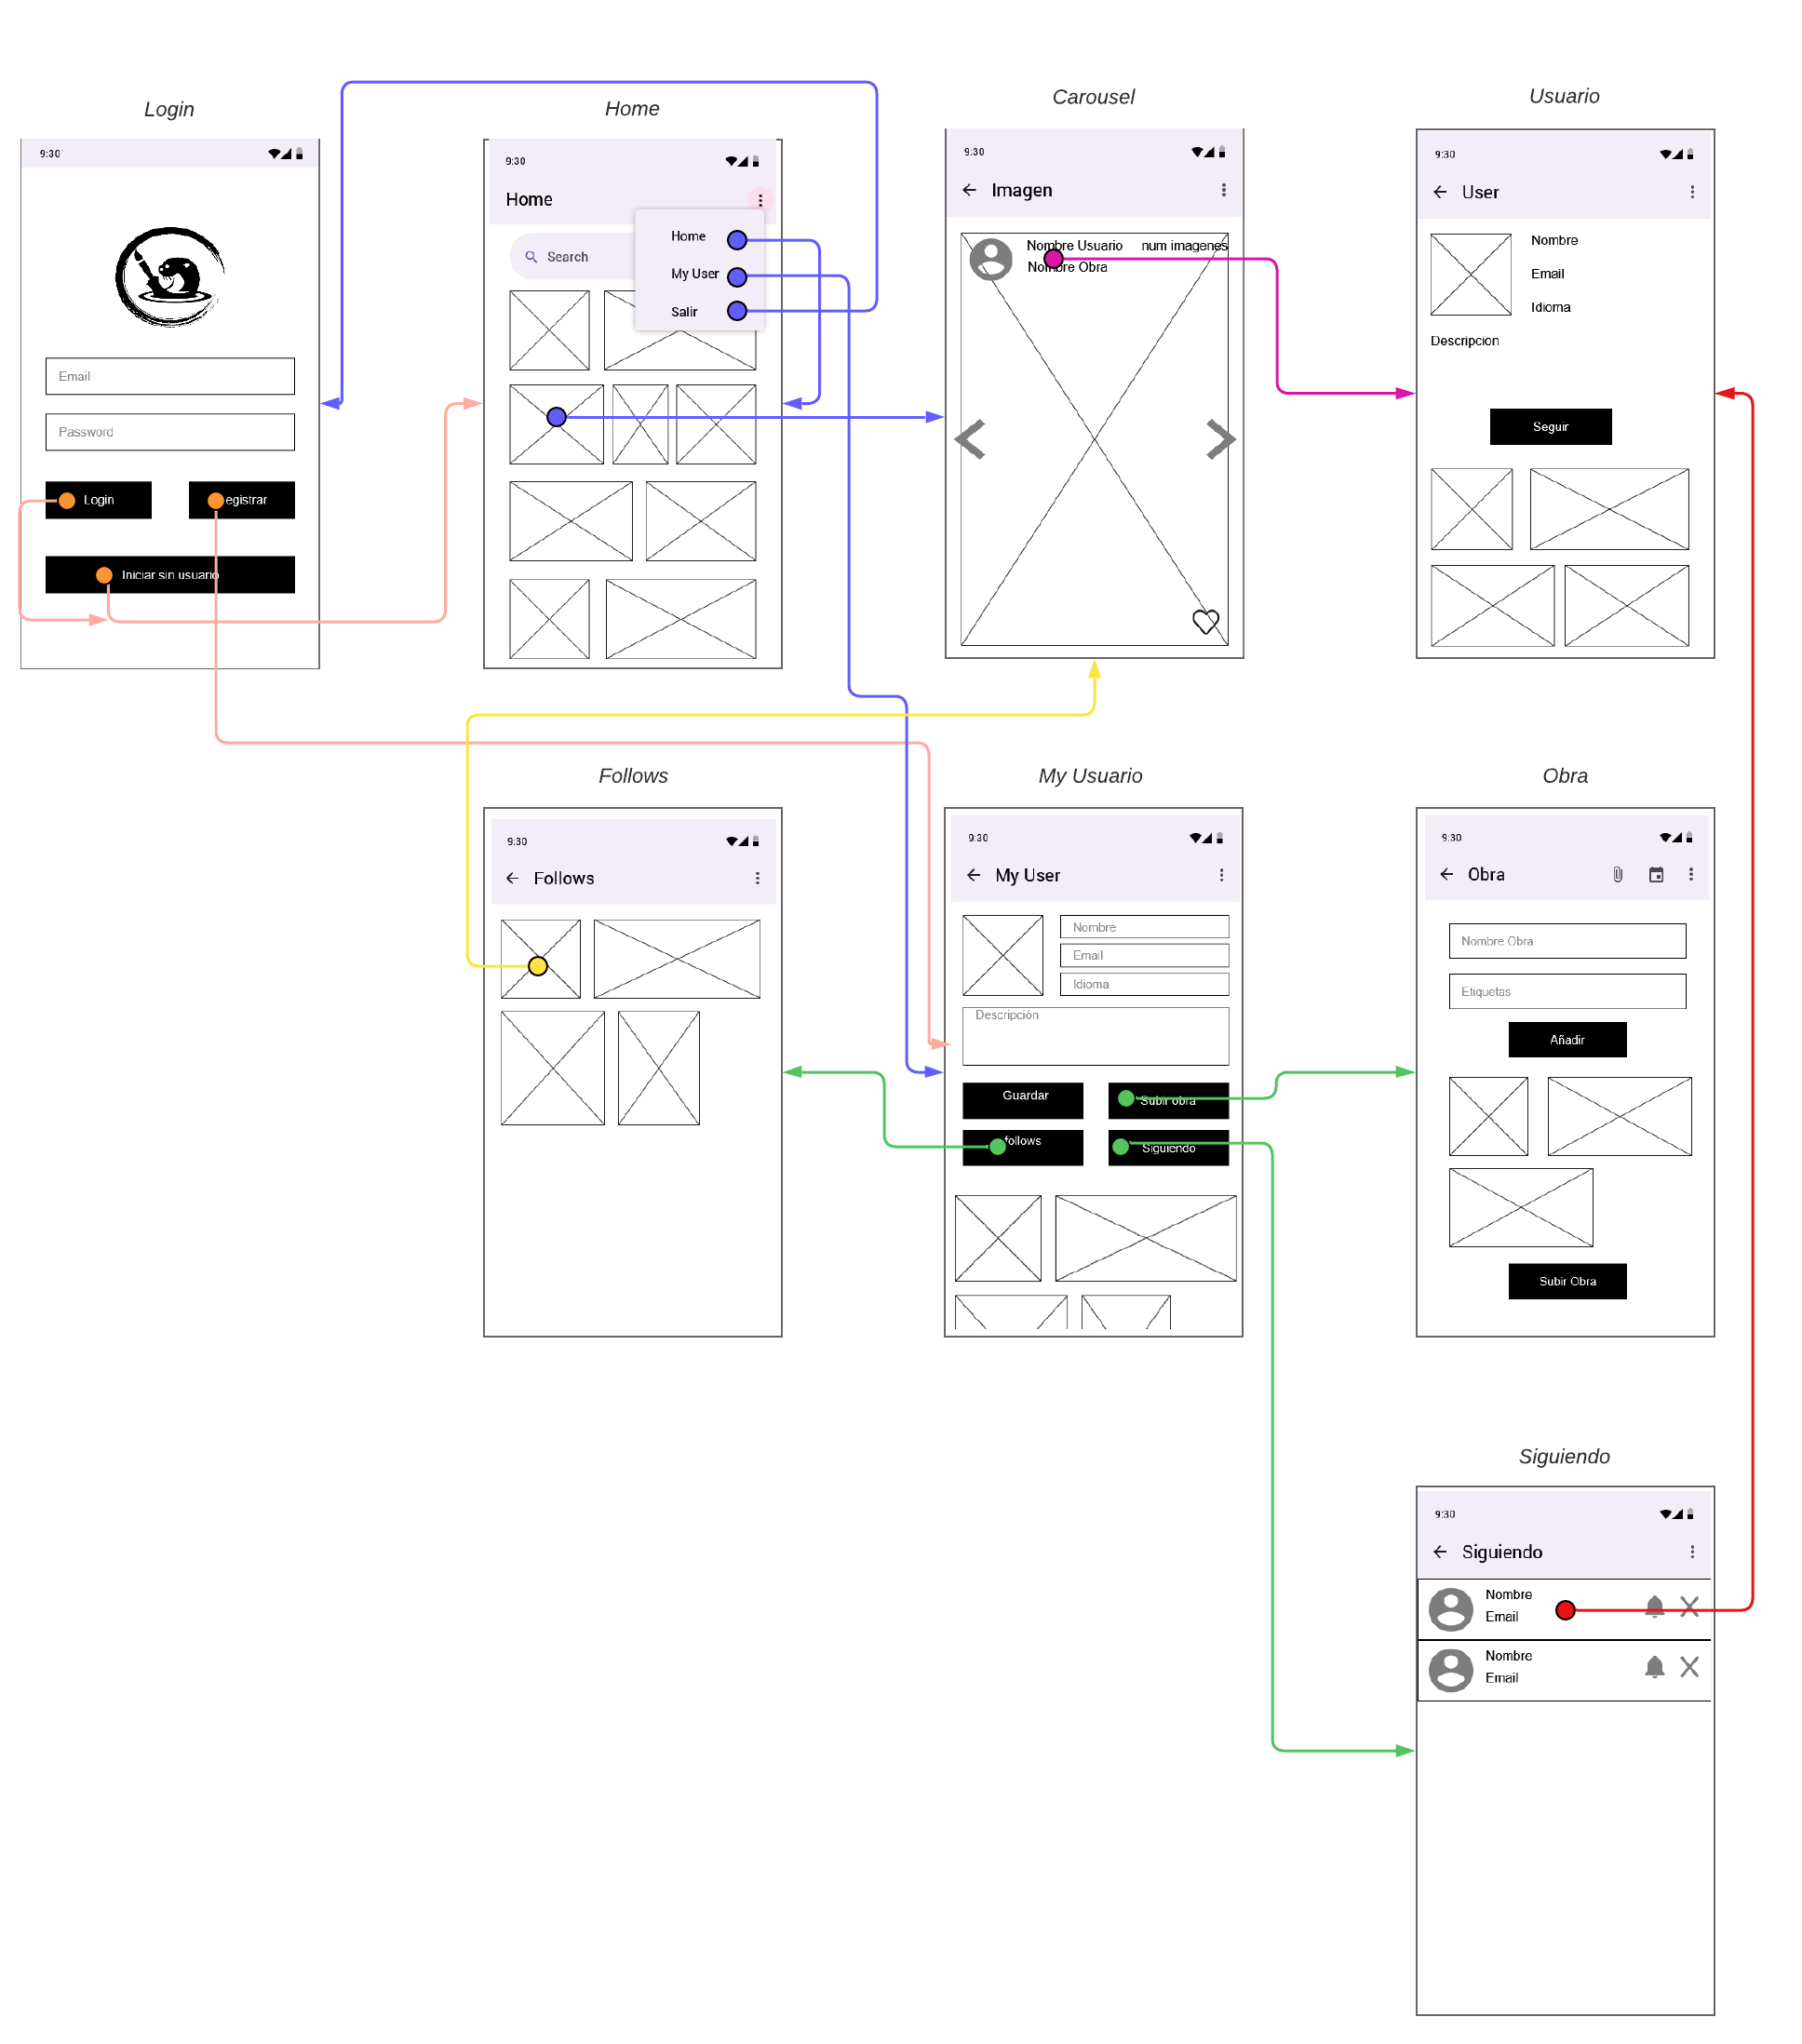 Login
9:30
Email
Password
Login
egistrar
Iniciar sin usuario
Home
9:30
Home
Search
Home
My User
Salir
Carousel
9:30
Imagen
Nombre Usuario num imagenes
Nombre Obra
Usuario
9:30
User
Nombre
Email
Idioma
Descripcion
Seguir
Follows
9:30
Follows
My Usuario
9:30
My User
Nombre
Email
Idioma
Descripción
Guardar
Subir obra
follows
Siguiendo
Obra
9:30
Obra
Nombre Obra
Etiquetas
Añadir
Subir Obra
Siguiendo
9:30
Siguiendo
Nombre
Email
Nombre
Email